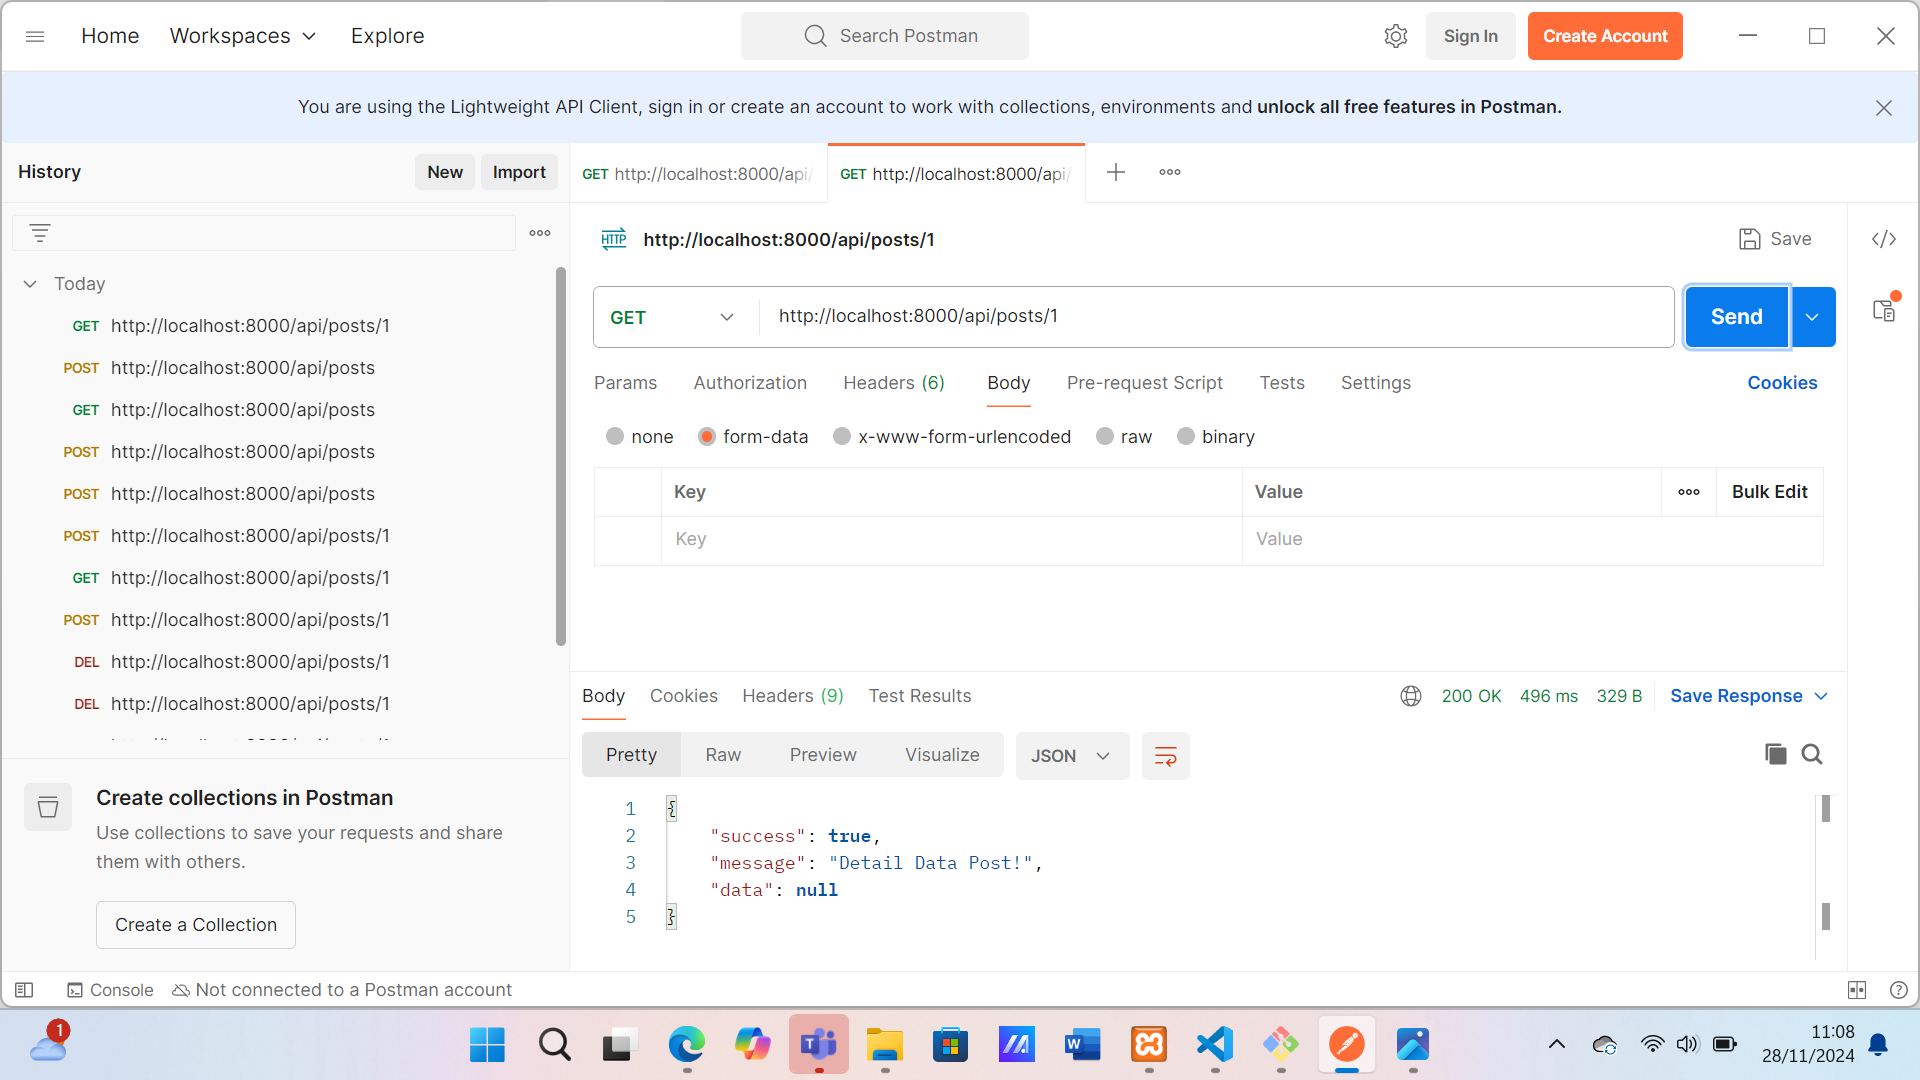 Home
Workspaces
Explore
Search Postman
Sign In
Create Account
You are using the Lightweight API Client, sign in or create an account to work with collections, environments and unlock all free features in Postman.
History
New
Import
GET http://localhost:8000/api/
GET http://localhost:8000/api/
Today
GET http://localhost:8000/api/posts/1
POST http://localhost:8000/api/posts
GET http://localhost:8000/api/posts
POST http://localhost:8000/api/posts
POST http://localhost:8000/api/posts
POST http://localhost:8000/api/posts/1
GET http://localhost:8000/api/posts/1
POST http://localhost:8000/api/posts/1
DEL http://localhost:8000/api/posts/1
DEL http://localhost:8000/api/posts/1
Create collections in Postman
Use collections to save your requests and share
them with others.
Create a Collection
HTTP http://localhost:8000/api/posts/1
Save
GET http://localhost:8000/api/posts/1
Send
Params Authorization Headers (6) Body Pre-request Script Tests Settings Cookies
none form-data x-www-form-urlencoded raw binary
Key Value Bulk Edit
Key Value
Body Cookies Headers (9) Test Results 200 OK 496 ms 329 B Save Response
Pretty Raw Preview Visualize JSON
1 {
2 "success": true,
3 "message": "Detail Data Post!",
4 "data": null
5 }
Console
Not connected to a Postman account
1
11:08
28/11/2024